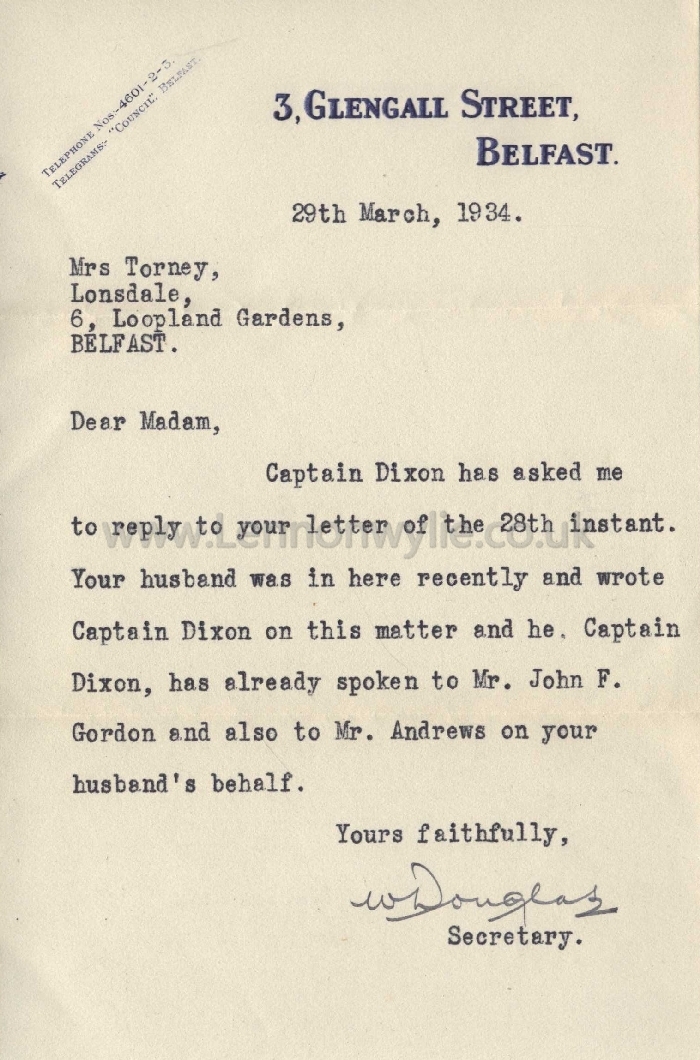 TELEPHONE NOS:-4601-2-3.
TELEGRAMS:- "COUNCIL", BELFAST.
3, GLENGALL STREET,
BELFAST.
29th March, 1934.
Mrs Torney,
Lonsdale,
6, Loopland Gardens,
BELFAST.
Dear Madam,
Captain Dixon has asked me
to reply to your letter of the 28th instant.
www.Lennonwylie.co.uk
Your husband was in here recently and wrote
Captain Dixon on this matter and he. Captain
Dixon, has already spoken to Mr. John F.
Gordon and also to Mr. Andrews on your
husband's behalf.
Yours faithfully,
W Douglas
Secretary.